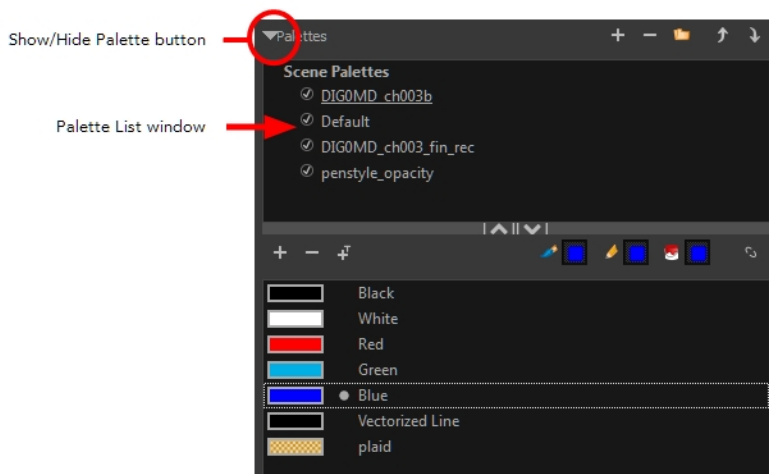 Show/Hide Palette button
Palettes
Scene Palettes
DIG0MD_ch003b
Palette List window
Default
DIG0MD_ch003_fin_rec
penstyle_opacity
Black
White
Red
Green
Blue
Vectorized Line
plaid